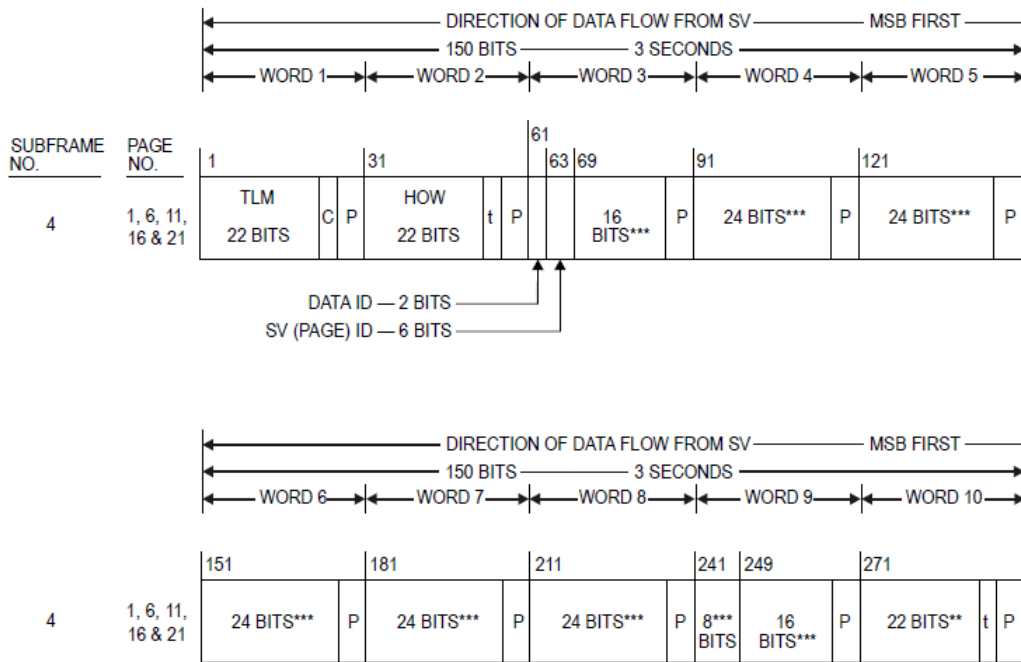 DIRECTION OF DATA FLOW FROM SV MSB FIRST
150 BITS 3 SECONDS
WORD 1 WORD 2 WORD 3 WORD 4 WORD 5
SUBFRAME NO. PAGE NO. 1 31 61 63 69 91 121
4 1, 6, 11, 16 & 21 TLM 22 BITS C P HOW 22 BITS t P 16 BITS*** P 24 BITS*** P 24 BITS*** P
DATA ID — 2 BITS
SV (PAGE) ID — 6 BITS
DIRECTION OF DATA FLOW FROM SV MSB FIRST
150 BITS 3 SECONDS
WORD 6 WORD 7 WORD 8 WORD 9 WORD 10
151 181 211 241 249 271
4 1, 6, 11, 16 & 21 24 BITS*** P 24 BITS*** P 24 BITS*** P 8*** BITS 16 BITS*** P 22 BITS** t P